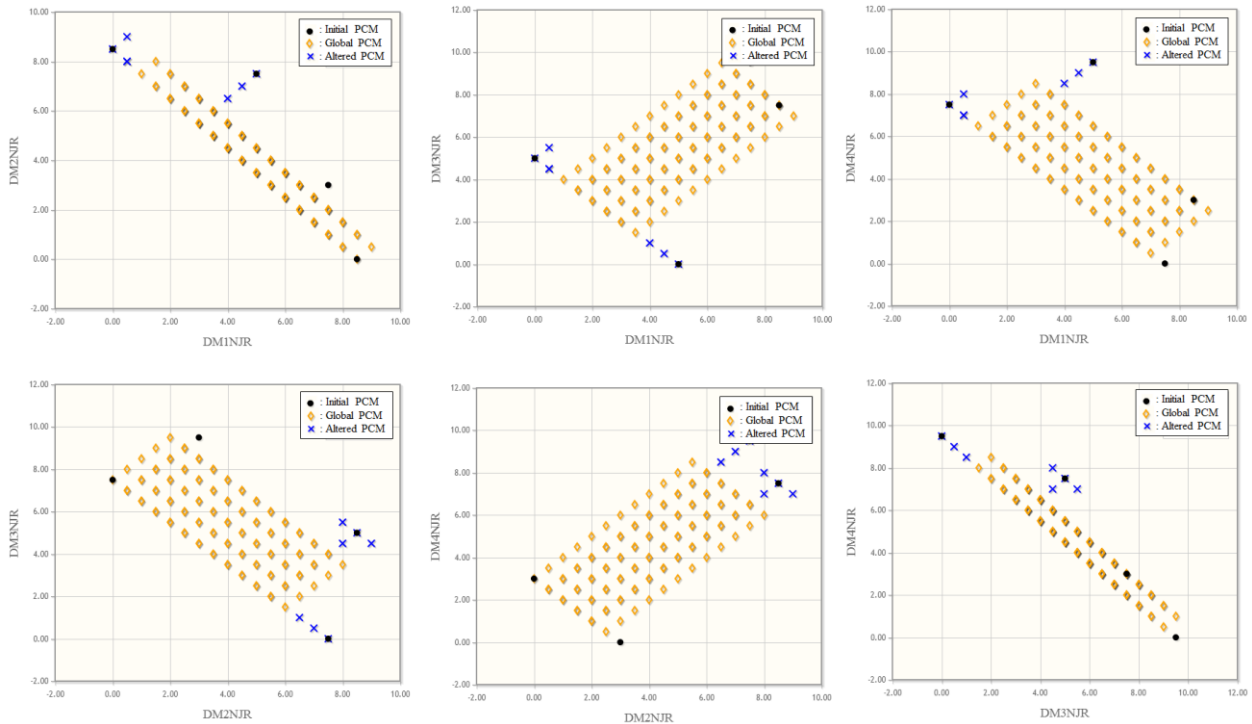 : Initial PCM
: Global PCM
: Altered PCM
DM2NJR
10.00
8.00
6.00
4.00
2.00
0.00
-2.00
-2.00 0.00 2.00 4.00 6.00 8.00 10.00
DM1NJR
: Initial PCM
: Global PCM
: Altered PCM
DM3NJR
12.00
10.00
8.00
6.00
4.00
2.00
0.00
-2.00
-2.00 0.00 2.00 4.00 6.00 8.00 10.00
DM1NJR
: Initial PCM
: Global PCM
: Altered PCM
DM4NJR
12.00
10.00
8.00
6.00
4.00
2.00
0.00
-2.00
-2.00 0.00 2.00 4.00 6.00 8.00 10.00
DM1NJR
: Initial PCM
: Global PCM
: Altered PCM
DM3NJR
12.00
10.00
8.00
6.00
4.00
2.00
0.00
-2.00
-2.00 0.00 2.00 4.00 6.00 8.00 10.00
DM2NJR
: Initial PCM
: Global PCM
: Altered PCM
DM4NJR
12.00
10.00
8.00
6.00
4.00
2.00
0.00
-2.00
-2.00 0.00 2.00 4.00 6.00 8.00 10.00
DM2NJR
: Initial PCM
: Global PCM
: Altered PCM
DM4NJR
12.00
10.00
8.00
6.00
4.00
2.00
0.00
-2.00
-2.00 0.00 2.00 4.00 6.00 8.00 10.00 12.00
DM3NJR